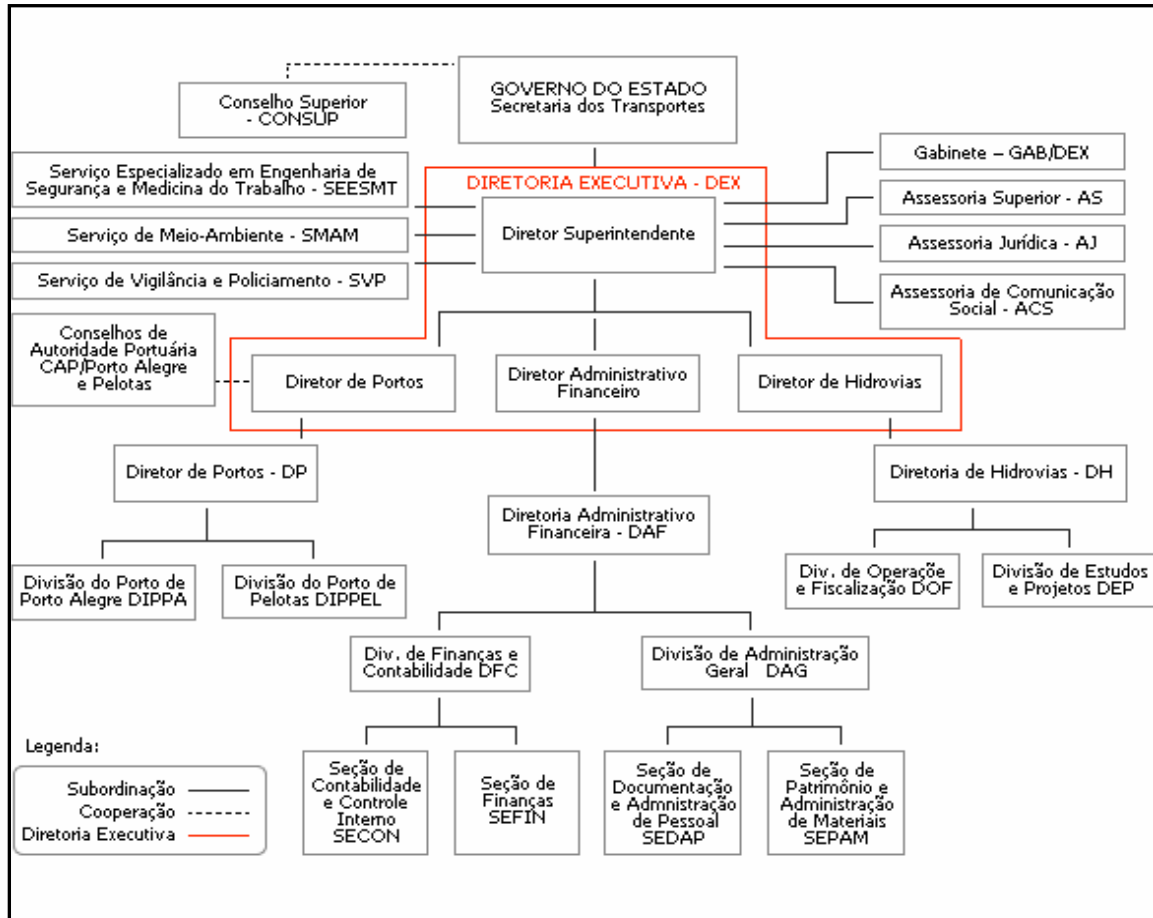 GOVERNO DO ESTADO
Secretaria dos Transportes
Conselho Superior
- CONSUP
Serviço Especializado em Engenharia de
Segurança e Medicina do Trabalho - SEESMT
Serviço de Meio-Ambiente - SMAM
Serviço de Vigilância e Policiamento - SVP
DIRETORIA EXECUTIVA - DEX
Diretor Superintendente
Gabinete – GAB/DEX
Assessoria Superior - AS
Assessoria Jurídica - AJ
Assessoria de Comunicação
Social - ACS
Conselhos de
Autoridade Portuária
CAP/Porto Alegre
e Pelotas
Diretor de Portos
Diretor Administrativo
Financeiro
Diretor de Hidrovias
Diretor de Portos - DP
Diretoria Administrativo
Financeira - DAF
Diretoria de Hidrovias - DH
Divisão do Porto de
Porto Alegre DIPPA
Divisão do Porto de
Pelotas DIPPEL
Div. de Operaçõe
e Fiscalização DOF
Divisão de Estudos
e Projetos DEP
Div. de Finanças e
Contabilidade DFC
Divisão de Administração
Geral DAG
Seção de
Contabilidade
e Controle
Interno
SECON
Seção de
Finanças
SEFIN
Seção de
Documentação
e Admnistração
de Pessoal
SEDAP
Seção de
Patrimônio e
Administração
de Materiais
SEPAM
Legenda:
Subordinação
Cooperação
Diretoria Executiva